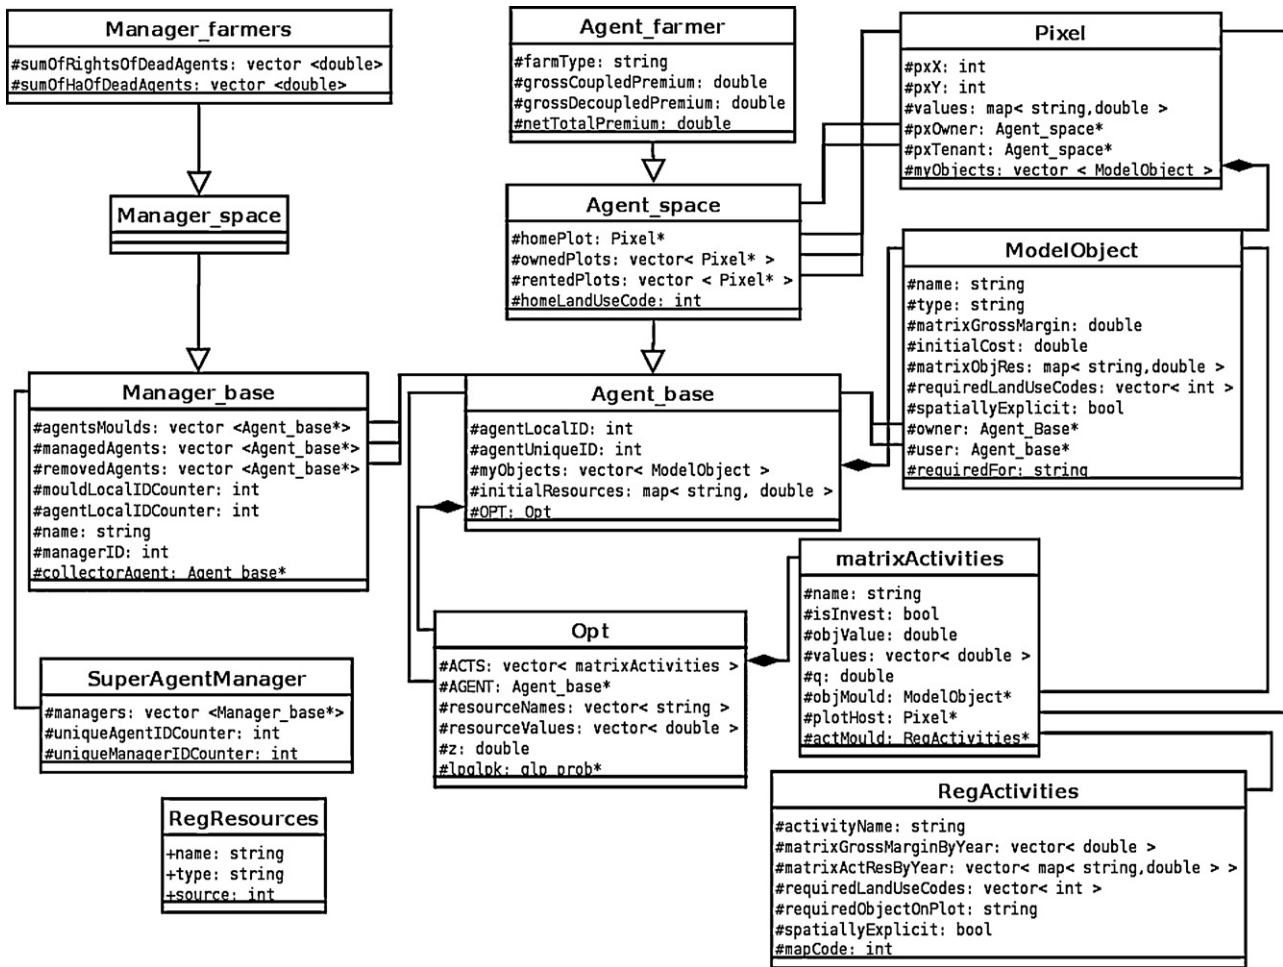 Manager_farmers
#sumOfRightsOfDeadAgents: vector <double>
#sumOfHaOfDeadAgents: vector <double>
Agent_farmer
#farmType: string
#grossCoupledPremium: double
#grossDecoupledPremium: double
#netTotalPremium: double
Pixel
#pxX: int
#pxY: int
#values: map< string,double >
#pxOwner: Agent_space*
#pxTenant: Agent_space*
#myObjects: vector < ModelObject >
Manager_space
Agent_space
#homePlot: Pixel*
#ownedPlots: vector< Pixel* >
#rentedPlots: vector < Pixel* >
#homeLandUseCode: int
ModelObject
#name: string
#type: string
#matrixGrossMargin: double
#initialCost: double
#matrixObjRes: map< string,double >
#requiredLandUseCodes: vector< int >
#spatiallyExplicit: bool
#owner: Agent_Base*
#user: Agent_base*
#requiredFor: string
Manager_base
#agentsMoulds: vector <Agent_base*>
#managedAgents: vector <Agent_base*>
#removedAgents: vector <Agent_base*>
#mouldLocalIDCounter: int
#agentLocalIDCounter: int
#name: string
#managerID: int
#collectorAgent: Agent_base*
Agent_base
#agentLocalID: int
#agentUniqueID: int
#myObjects: vector< ModelObject >
#initialResources: map< string, double >
#OPT: Opt
matrixActivities
#name: string
#isInvest: bool
#objValue: double
#values: vector< double >
#q: double
#objMould: ModelObject*
#plotHost: Pixel*
#actMould: RegActivities*
Opt
#ACTS: vector< matrixActivities >
#AGENT: Agent_base*
#resourceNames: vector< string >
#resourceValues: vector< double >
#z: double
#lpglpk: glp_prob*
SuperAgentManager
#managers: vector <Manager_base*>
#uniqueAgentIDCounter: int
#uniqueManagerIDCounter: int
RegResources
+name: string
+type: string
+source: int
RegActivities
#activityName: string
#matrixGrossMarginByYear: vector< double >
#matrixActResByYear: vector< map< string,double > >
#requiredLandUseCodes: vector< int >
#requiredObjectOnPlot: string
#spatiallyExplicit: bool
#mapCode: int